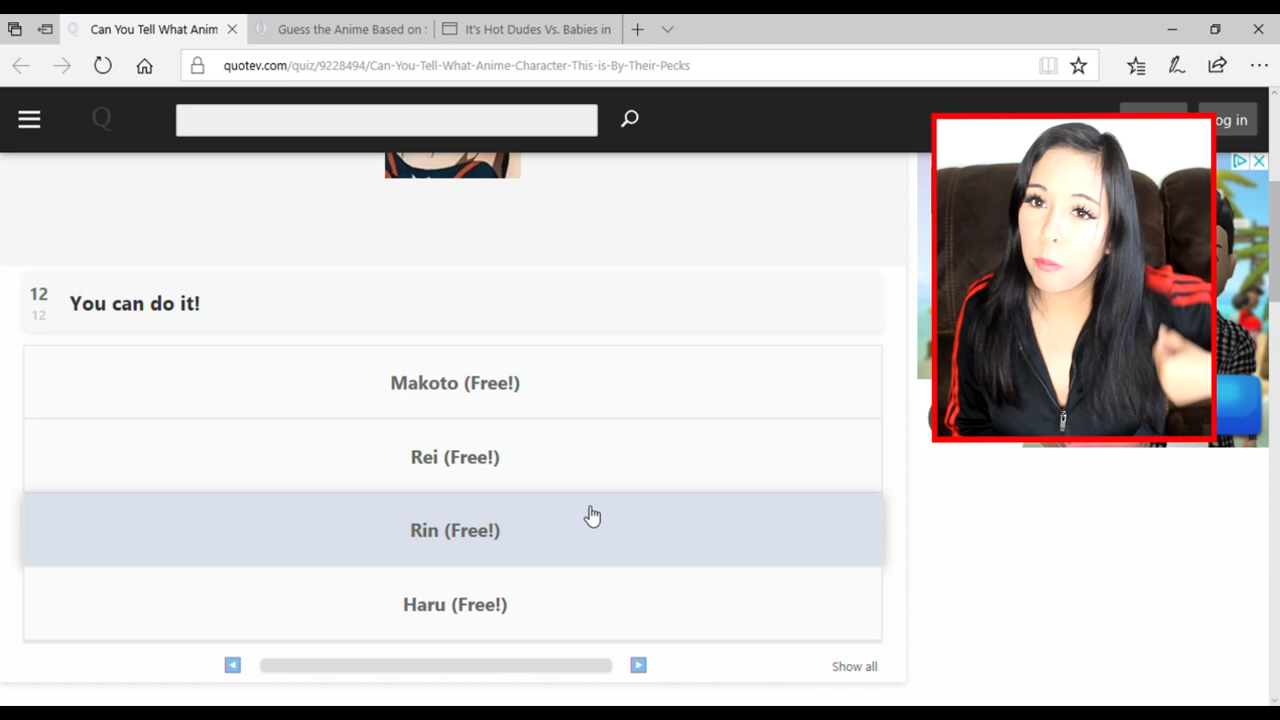 Can You Tell What Anim
Guess the Anime Based on
It's Hot Dudes Vs. Babies in
quotev.com/quiz/9228494/Can-You-Tell-What-Anime-Character-This-is-By-Their-Pecks
Q
og in
12
12
You can do it!
Makoto (Free!)
Rei (Free!)
Rin (Free!)
Haru (Free!)
Show all